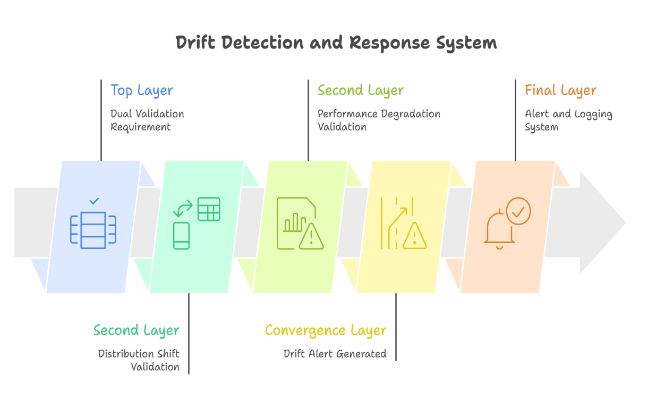 Drift Detection and Response System
Top Layer
Dual Validation
Requirement
Second Layer
Performance Degradation
Validation
Final Layer
Alert and Logging
System
Second Layer
Distribution Shift
Validation
Convergence Layer
Drift Alert Generated